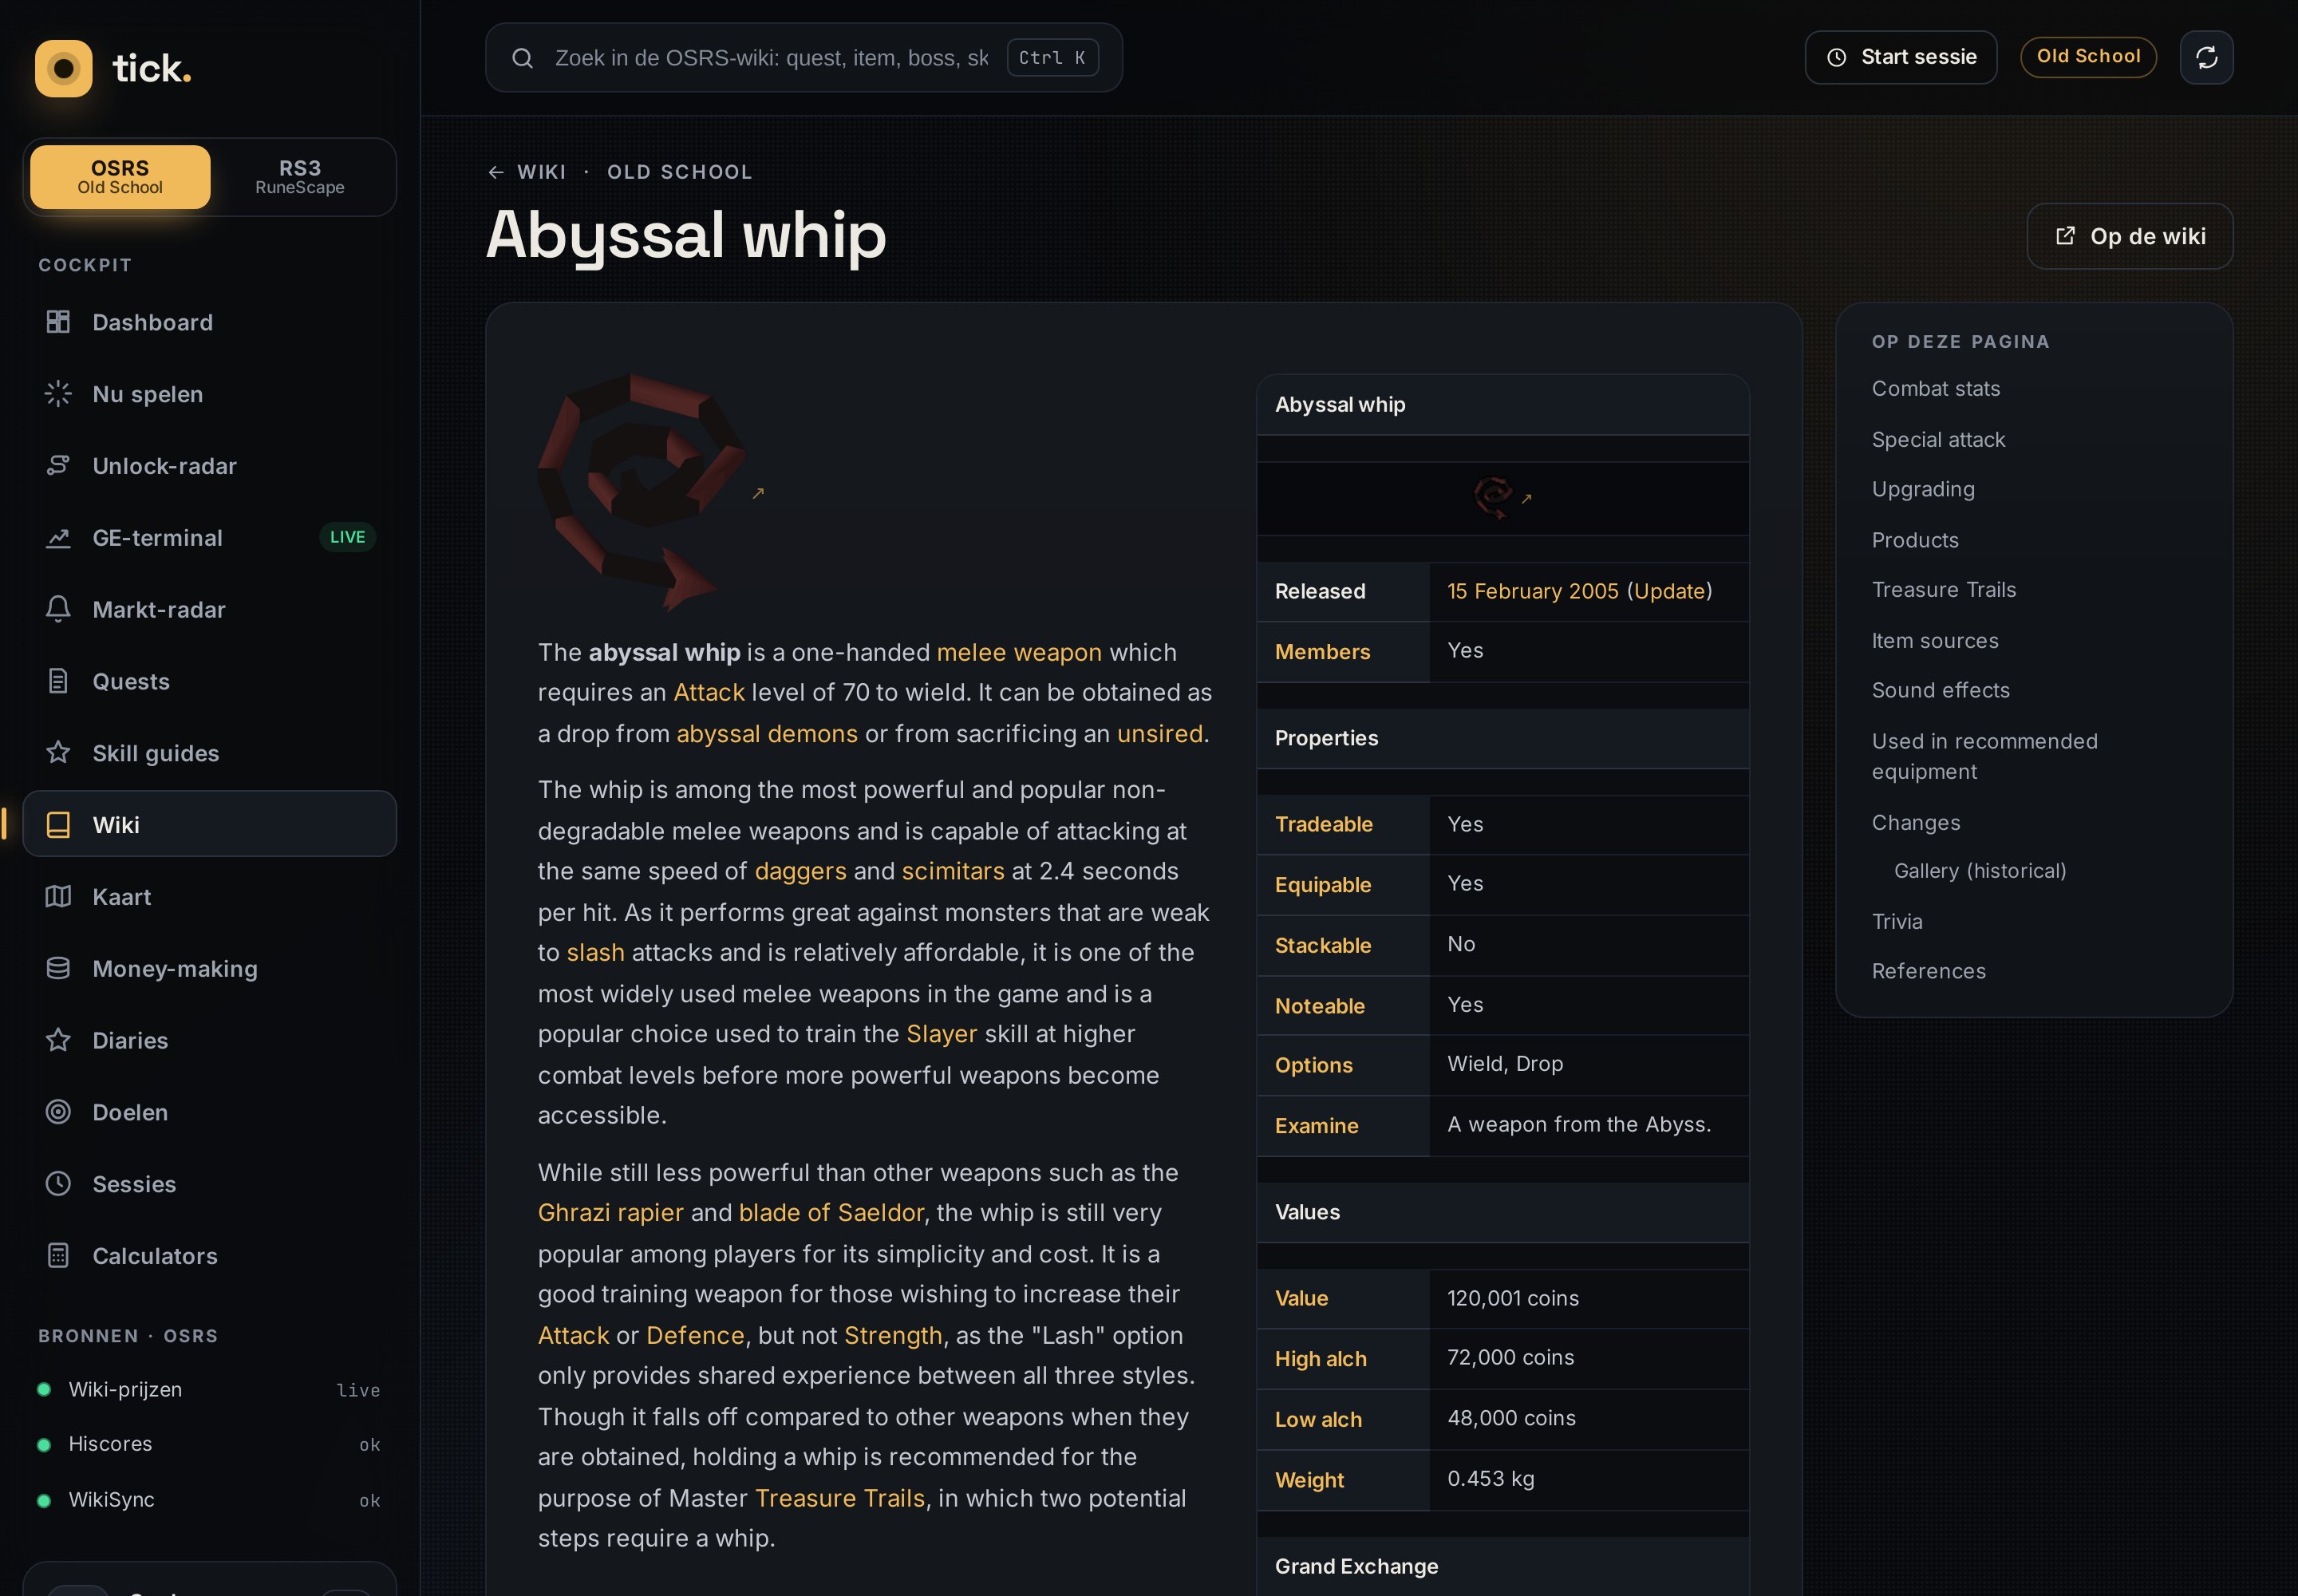 tick.
OSRS
Old School
RS3
RuneScape
COCKPIT
Dashboard
Nu spelen
Unlock-radar
GE-terminal LIVE
Markt-radar
Quests
Skill guides
Wiki
Kaart
Money-making
Diaries
Doelen
Sessies
Calculators
BRONNEN · OSRS
Wiki-prijzen live
Hiscores ok
WikiSync ok
Zoek in de OSRS-wiki: quest, item, boss, sk
Ctrl K
Start sessie
Old School
← WIKI · OLD SCHOOL
Abyssal whip
Op de wiki
↗
The abyssal whip is a one-handed melee weapon which
requires an Attack level of 70 to wield. It can be obtained as
a drop from abyssal demons or from sacrificing an unsired.
The whip is among the most powerful and popular non-
degradable melee weapons and is capable of attacking at
the same speed of daggers and scimitars at 2.4 seconds
per hit. As it performs great against monsters that are weak
to slash attacks and is relatively affordable, it is one of the
most widely used melee weapons in the game and is a
popular choice used to train the Slayer skill at higher
combat levels before more powerful weapons become
accessible.
While still less powerful than other weapons such as the
Ghrazi rapier and blade of Saeldor, the whip is still very
popular among players for its simplicity and cost. It is a
good training weapon for those wishing to increase their
Attack or Defence, but not Strength, as the "Lash" option
only provides shared experience between all three styles.
Though it falls off compared to other weapons when they
are obtained, holding a whip is recommended for the
purpose of Master Treasure Trails, in which two potential
steps require a whip.
Abyssal whip
↗
Released 15 February 2005 (Update)
Members Yes
Properties
Tradeable Yes
Equipable Yes
Stackable No
Noteable Yes
Options Wield, Drop
Examine A weapon from the Abyss.
Values
Value 120,001 coins
High alch 72,000 coins
Low alch 48,000 coins
Weight 0.453 kg
Grand Exchange
OP DEZE PAGINA
Combat stats
Special attack
Upgrading
Products
Treasure Trails
Item sources
Sound effects
Used in recommended
equipment
Changes
Gallery (historical)
Trivia
References